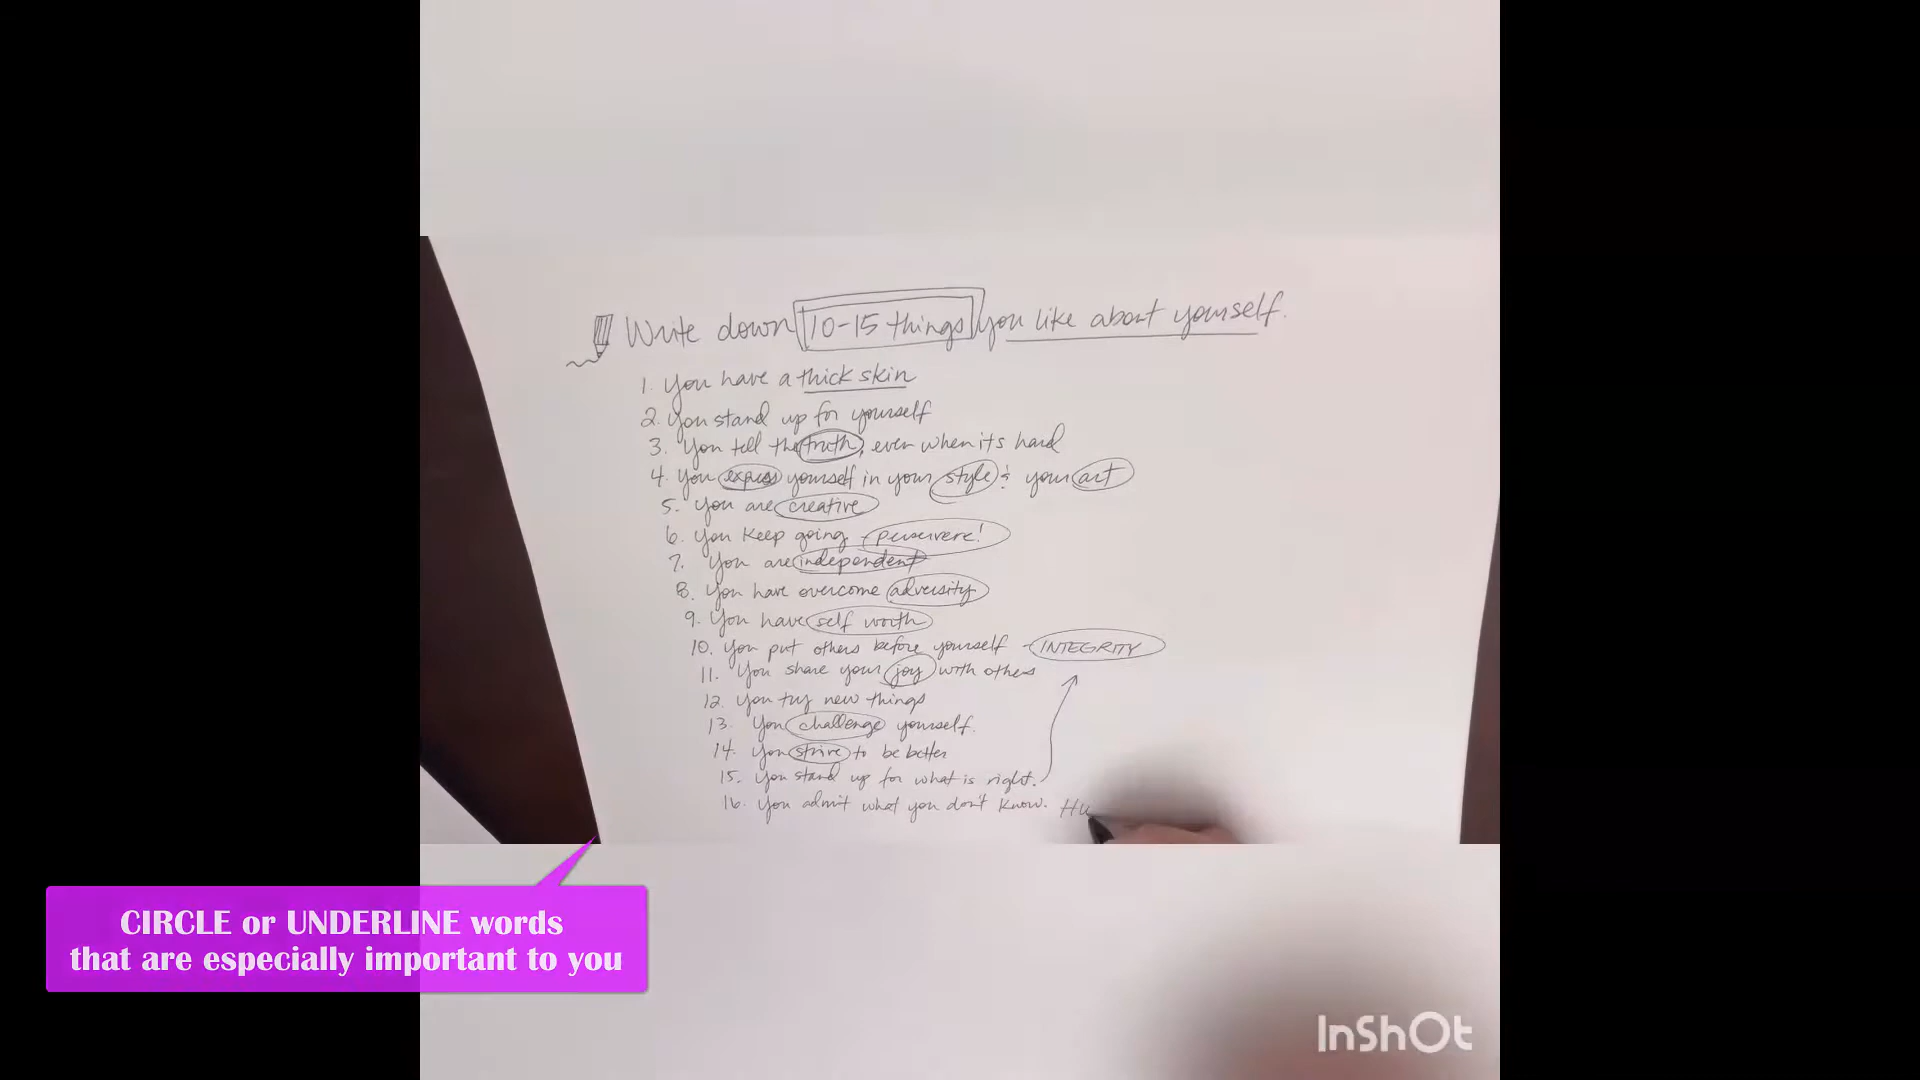 Write down 10-15 things you like about yourself.
1. You have a thick skin
2. You stand up for yourself
3. You tell the truth, even when its hard
4. You express yourself in your style & your art
5. You are creative
6. You keep going - persevere!
7. You are independent
8. You have overcome adversity
9. You have self worth
10. You put others before yourself - INTEGRITY
11. You share your joy with others
12. You try new things
13. You challenge yourself.
14. You strive to be better
15. You stand up for what is right.
16. You admit what you don't know. HU
CIRCLE or UNDERLINE words
that are especially important to you
InShOt